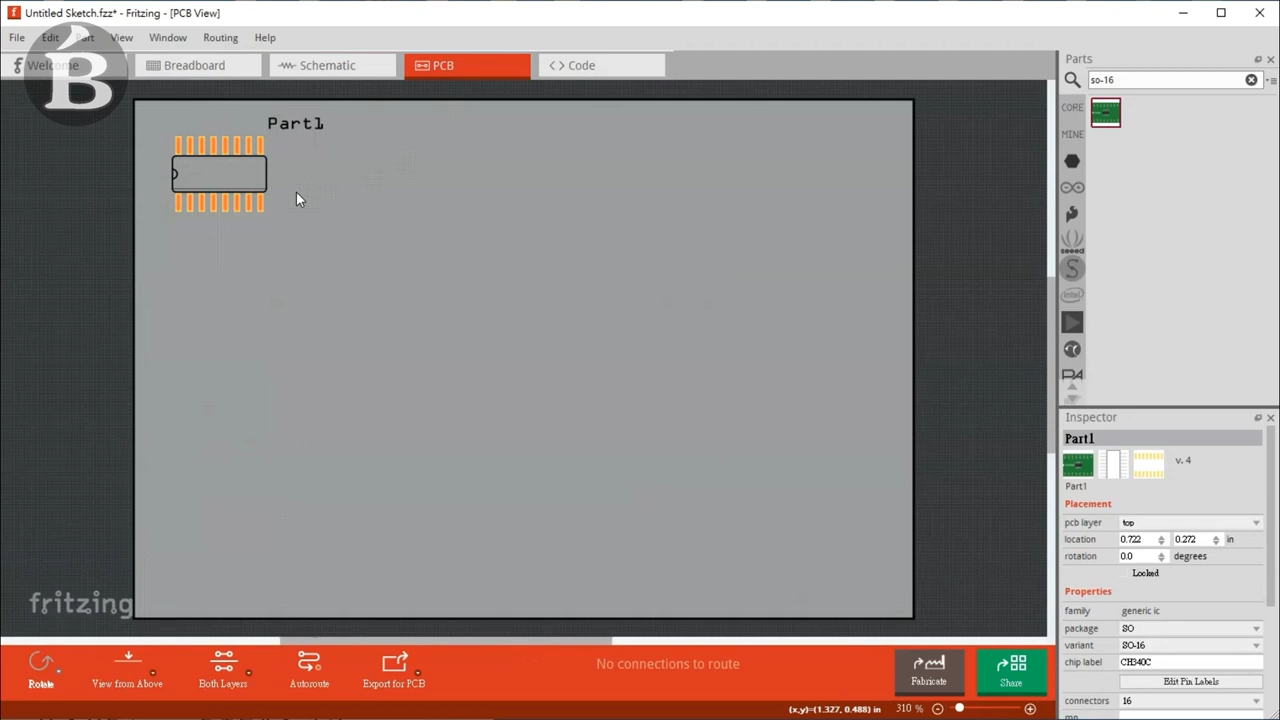 Untitled Sketch.fzz* - Fritzing - [PCB View]
File Edit Part View Window Routing Help
Welcome Breadboard Schematic PCB Code
B
Part1
fritzing
Rotate View from Above Both Layers Autoroute Export for PCB
No connections to route
Fabricate Share
(x,y)=(1.327, 0.488) in 310 %
Parts
so-16
CORE
MINE
seeed
intel
PA
Inspector
Part1
v. 4
Part1
Placement
pcb layer top
location 0.722 0.272 in
rotation 0.0 degrees
Locked
Properties
family generic ic
package SO
variant SO-16
chip label CH340C
Edit Pin Labels
connectors 16